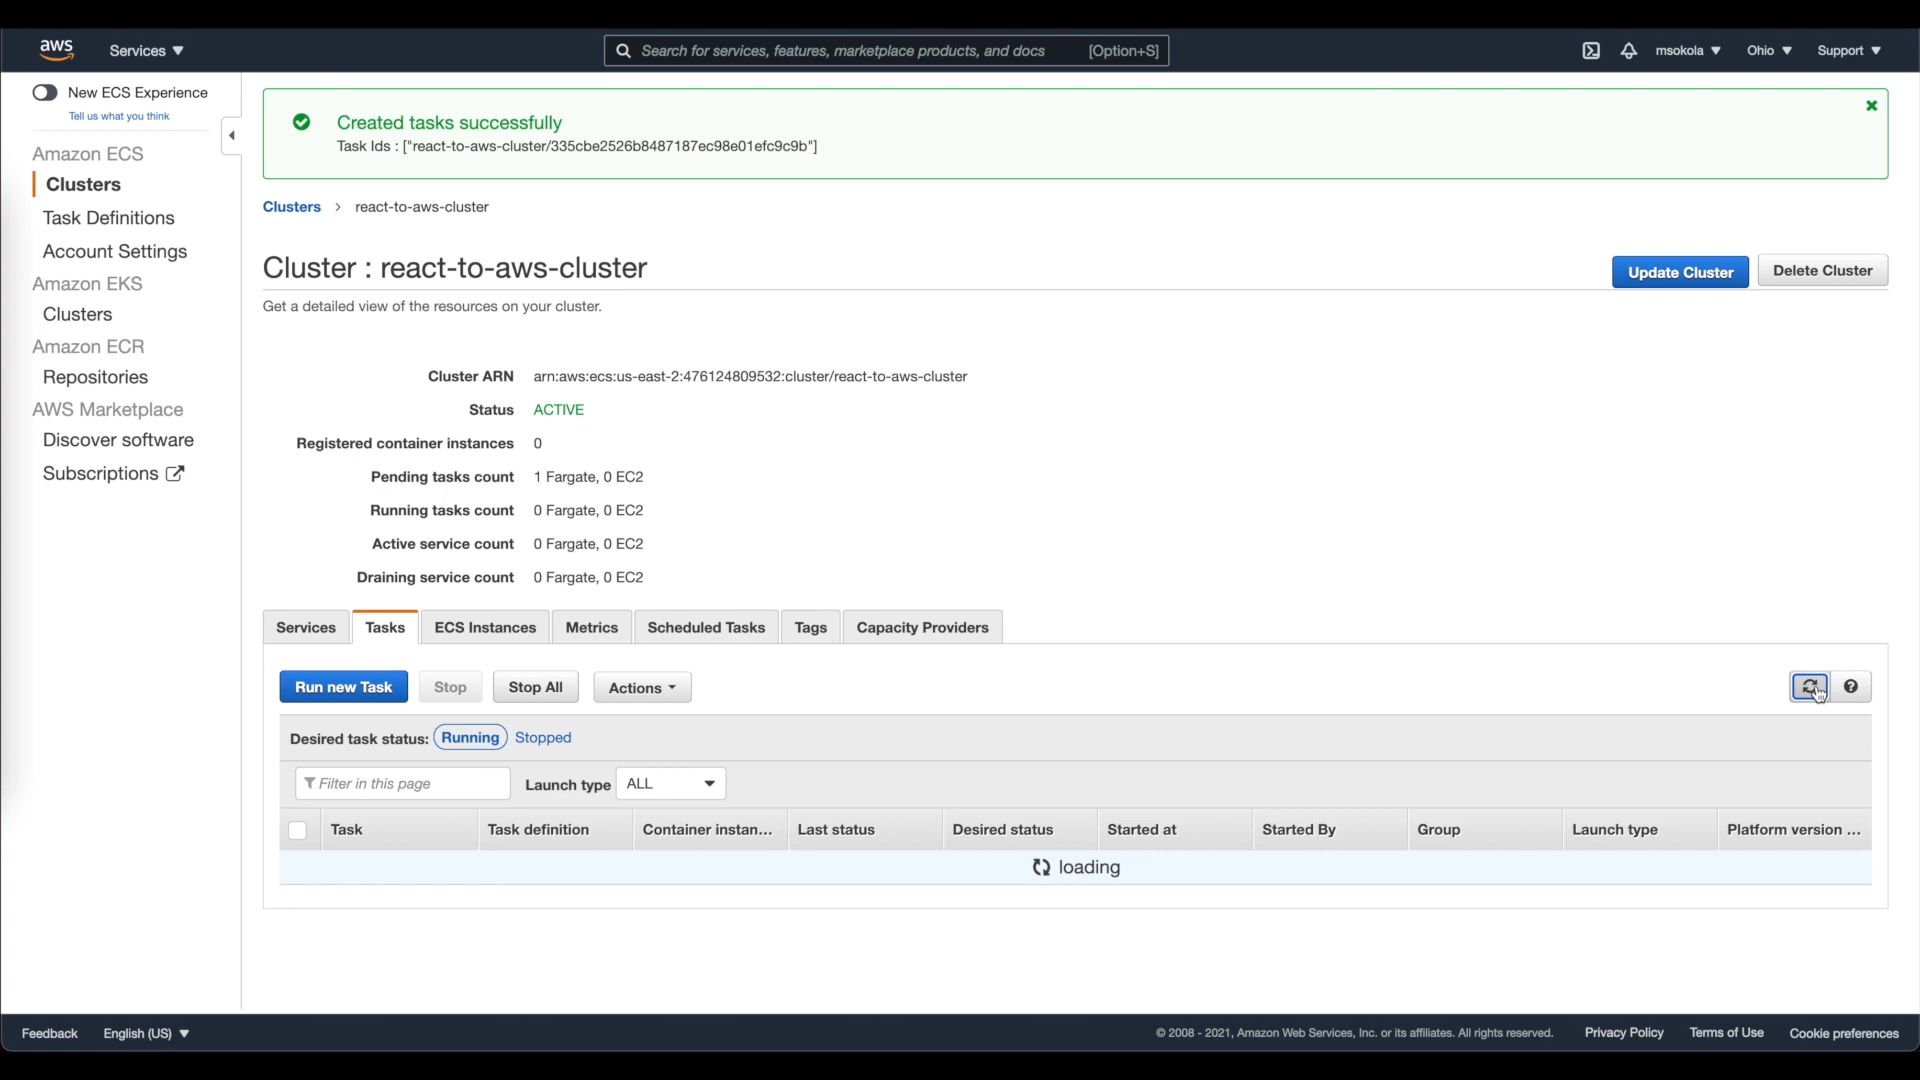 aws
Services
Search for services, features, marketplace products, and docs
[Option+S]
msokola
Ohio
Support
New ECS Experience
Tell us what you think
Amazon ECS
Clusters
Task Definitions
Account Settings
Amazon EKS
Clusters
Amazon ECR
Repositories
AWS Marketplace
Discover software
Subscriptions
Created tasks successfully
Task Ids : ["react-to-aws-cluster/335cbe2526b8487187ec98e01efc9c9b"]
Clusters > react-to-aws-cluster
Cluster : react-to-aws-cluster
Update Cluster
Delete Cluster
Get a detailed view of the resources on your cluster.
Cluster ARN arn:aws:ecs:us-east-2:476124809532:cluster/react-to-aws-cluster
Status ACTIVE
Registered container instances 0
Pending tasks count 1 Fargate, 0 EC2
Running tasks count 0 Fargate, 0 EC2
Active service count 0 Fargate, 0 EC2
Draining service count 0 Fargate, 0 EC2
Services Tasks ECS Instances Metrics Scheduled Tasks Tags Capacity Providers
Run new Task Stop Stop All Actions ?
Desired task status: Running Stopped
Filter in this page Launch type ALL
Task Task definition Container instan... Last status Desired status Started at Started By Group Launch type Platform version ...
loading
Feedback English (US) © 2008 - 2021, Amazon Web Services, Inc. or its affiliates. All rights reserved. Privacy Policy Terms of Use Cookie preferences